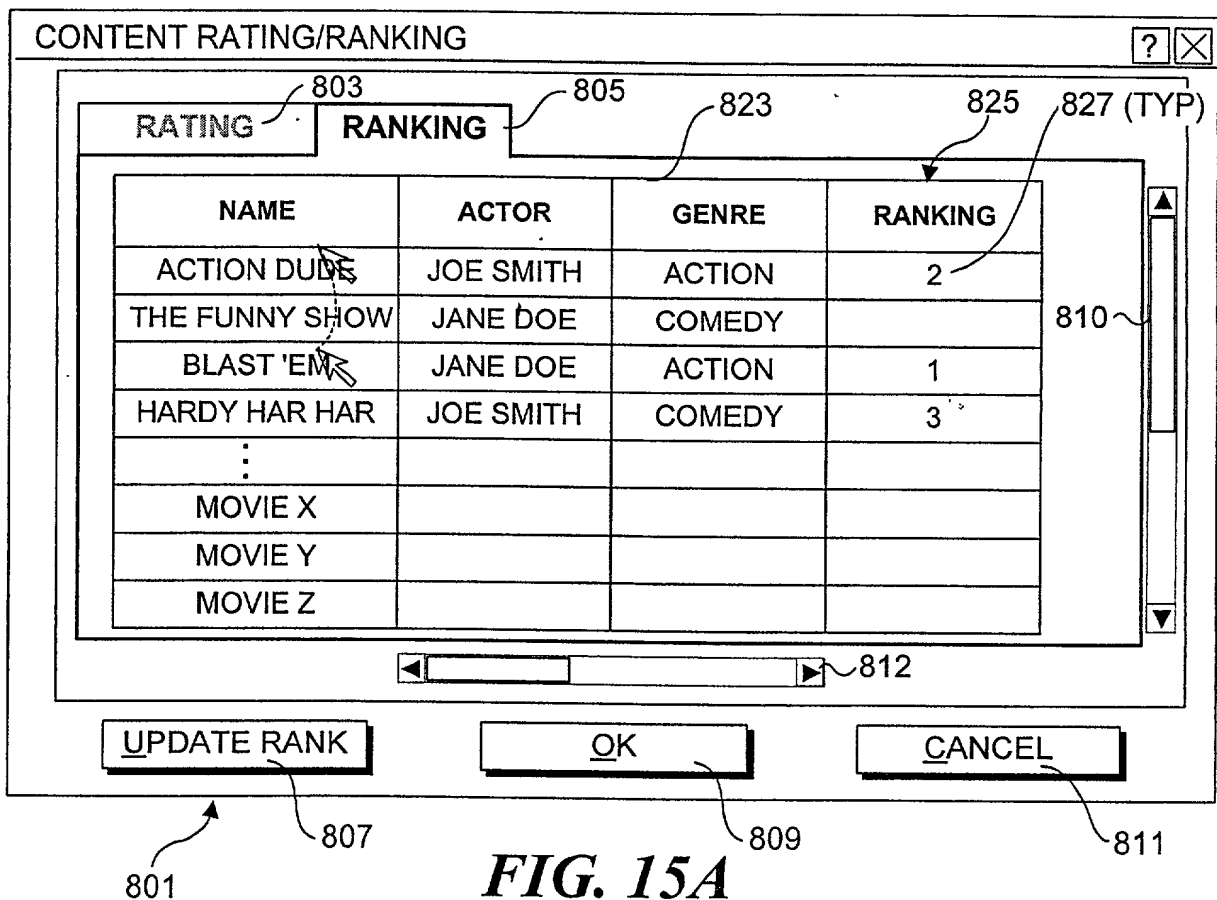 CONTENT RATING/RANKING ? X
803 805 823 825 827 (TYP)
RATING RANKING
NAME ACTOR GENRE RANKING
ACTION DUDE JOE SMITH ACTION 2
THE FUNNY SHOW JANE DOE COMEDY
810
BLAST 'EM JANE DOE ACTION 1
HARDY HAR HAR JOE SMITH COMEDY 3
⋮
MOVIE X
MOVIE Y
MOVIE Z
812
UPDATE RANK OK CANCEL
801 807 809 811
FIG. 15A